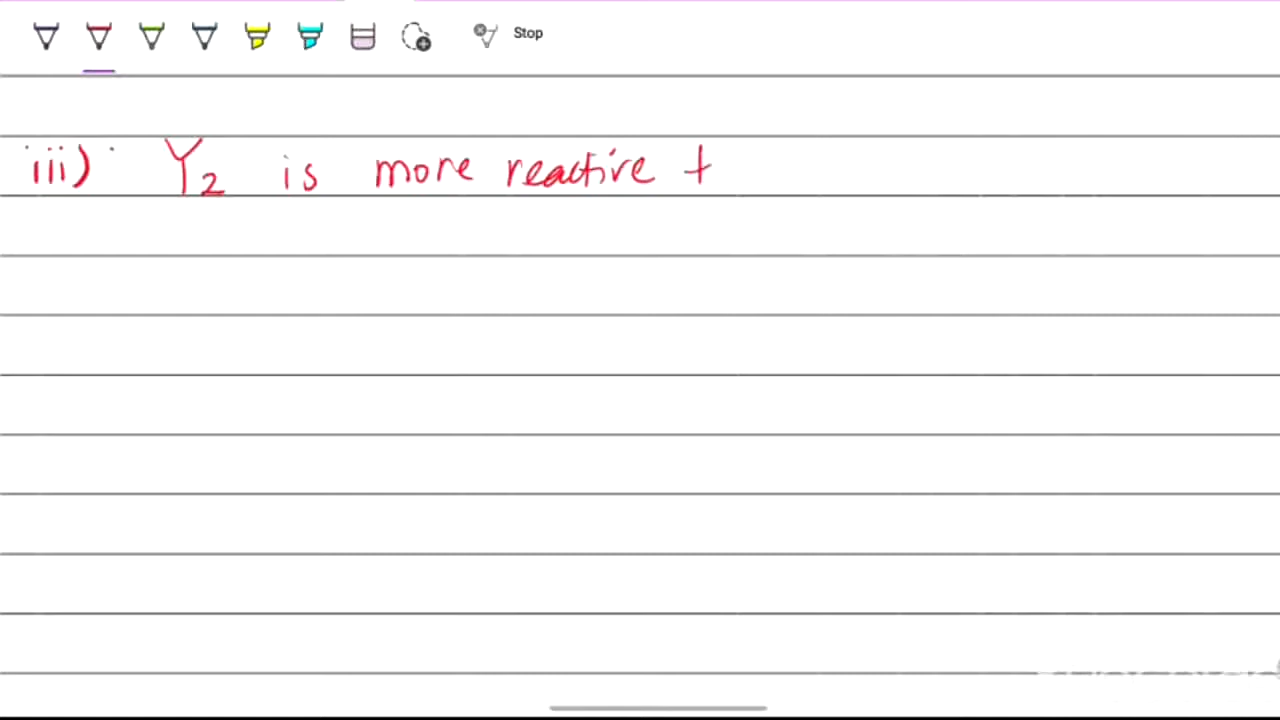 Stop
iii) Y₂ is more reactive t